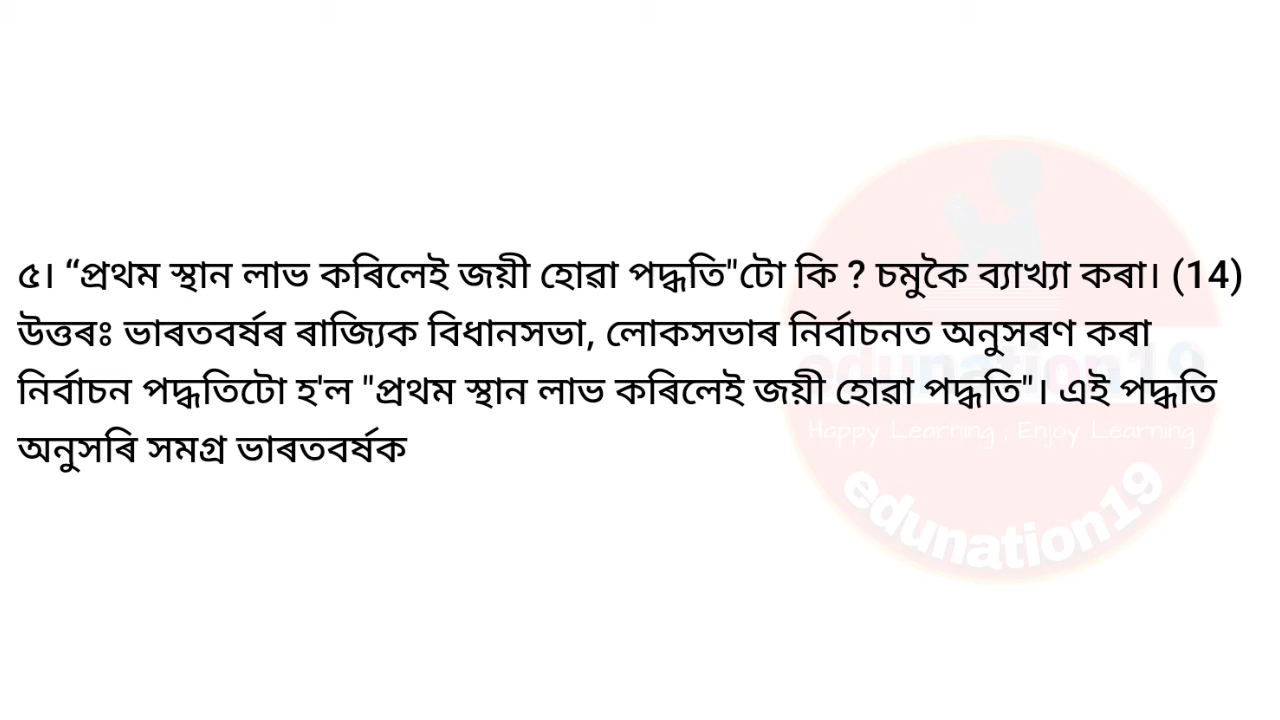 ৫। “প্ৰথম স্থান লাভ কৰিলেই জয়ী হোৱা পদ্ধতি"টো কি ? চমুকৈ ব্যাখ্যা কৰা। (14)
উত্তৰঃ ভাৰতবৰ্ষৰ ৰাজ্যিক বিধানসভা, লোকসভাৰ নিৰ্বাচনত অনুসৰণ কৰা
নিৰ্বাচন পদ্ধতিটো হ'ল "প্ৰথম স্থান লাভ কৰিলেই জয়ী হোৱা পদ্ধতি"। এই পদ্ধতি
অনুসৰি সমগ্ৰ ভাৰতবৰ্ষক
edunation19
Happy Learning ; Enjoy Learning
edunation19